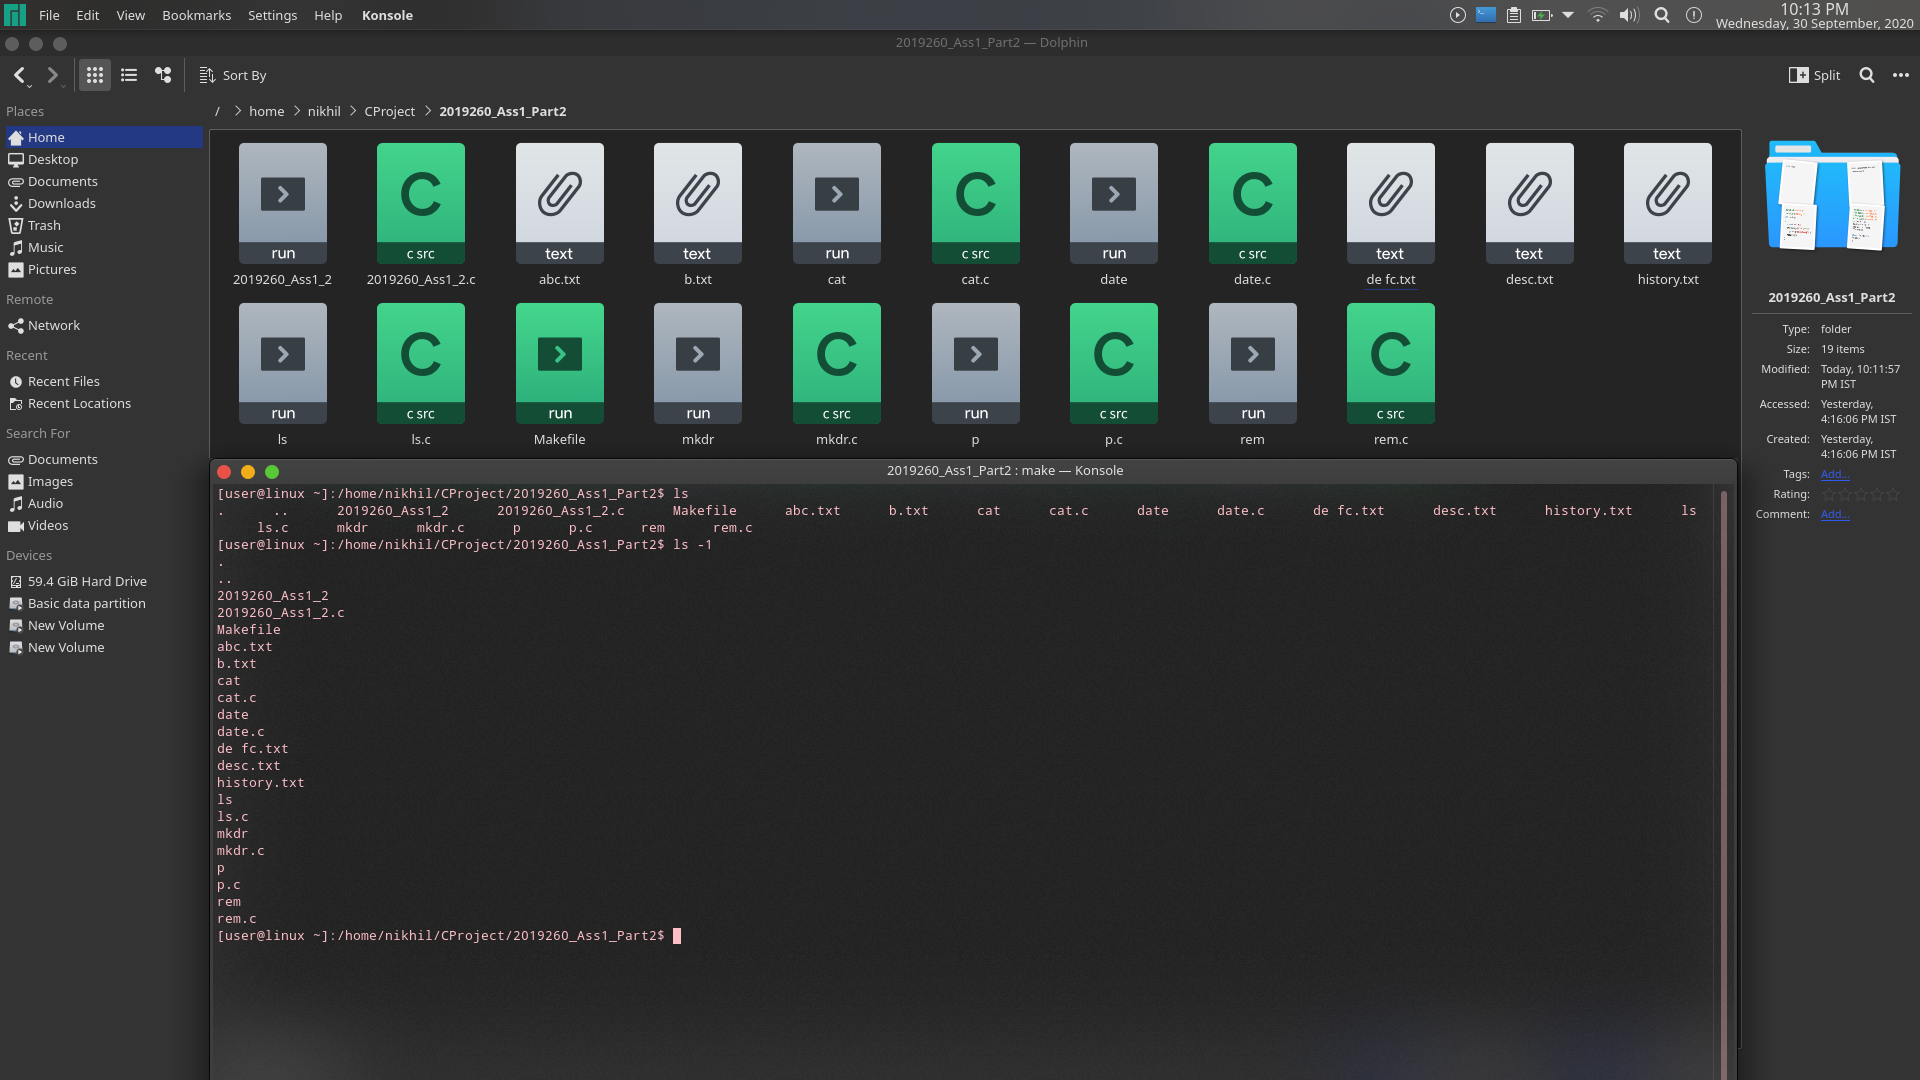 File Edit View Bookmarks Settings Help Konsole
10:13 PM
Wednesday, 30 September, 2020
2019260_Ass1_Part2 — Dolphin
Sort By
Split
Places
Home
Desktop
Documents
Downloads
Trash
Music
Pictures
Remote
Network
Recent
Recent Files
Recent Locations
Search For
Documents
Images
Audio
Videos
Devices
59.4 GiB Hard Drive
Basic data partition
New Volume
New Volume
/ > home > nikhil > CProject > 2019260_Ass1_Part2
run c src text text run c src run c src text text text
2019260_Ass1_2 2019260_Ass1_2.c abc.txt b.txt cat cat.c date date.c de fc.txt desc.txt history.txt
run c src run run c src run c src run c src
ls ls.c Makefile mkdr mkdr.c p p.c rem rem.c
2019260_Ass1_Part2
Type: folder
Size: 19 items
Modified: Today, 10:11:57
PM IST
Accessed: Yesterday,
4:16:06 PM IST
Created: Yesterday,
4:16:06 PM IST
Tags: Add...
Rating:
Comment: Add...
2019260_Ass1_Part2 : make — Konsole
[user@linux ~]:/home/nikhil/CProject/2019260_Ass1_Part2$ ls
. .. 2019260_Ass1_2 2019260_Ass1_2.c Makefile abc.txt b.txt cat cat.c date date.c de fc.txt desc.txt history.txt ls
ls.c mkdr mkdr.c p p.c rem rem.c
[user@linux ~]:/home/nikhil/CProject/2019260_Ass1_Part2$ ls -1
.
..
2019260_Ass1_2
2019260_Ass1_2.c
Makefile
abc.txt
b.txt
cat
cat.c
date
date.c
de fc.txt
desc.txt
history.txt
ls
ls.c
mkdr
mkdr.c
p
p.c
rem
rem.c
[user@linux ~]:/home/nikhil/CProject/2019260_Ass1_Part2$